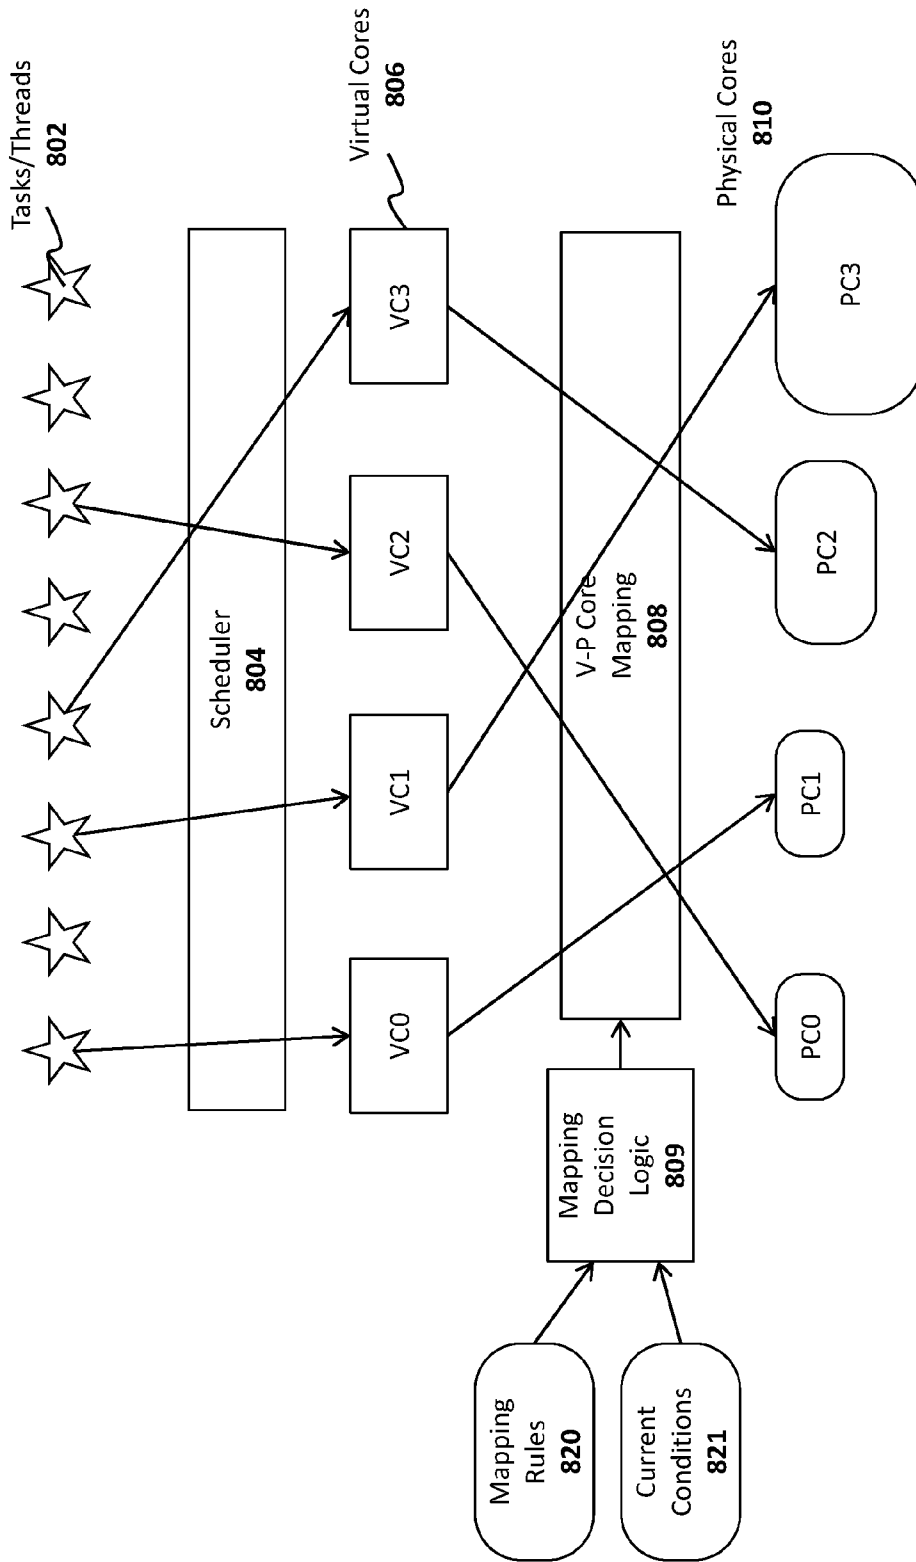 Tasks/Threads
802
Scheduler
804
Virtual Cores
806
VC0
VC1
VC2
VC3
Mapping
Rules
820
Current
Conditions
821
Mapping
Decision
Logic
809
V-P Core
Mapping
808
Physical Cores
810
PC0
PC1
PC2
PC3